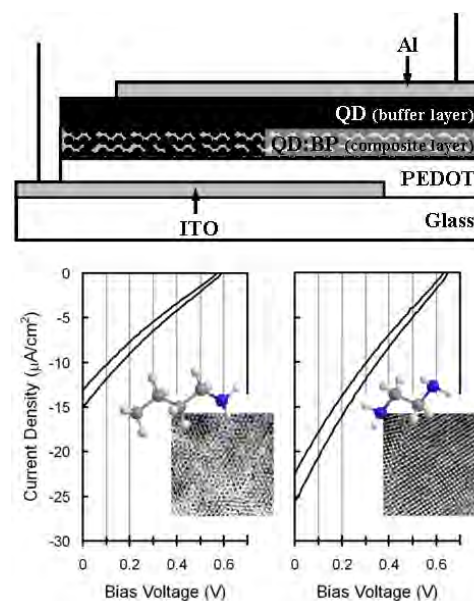 Al
QD (buffer layer)
QD:BP (composite layer)
PEDOT
ITO
Glass
0
-5
-10
-15
-20
-25
-30
Current Density (µA/cm²)
0 0.2 0.4 0.6
0 0.2 0.4 0.6
Bias Voltage (V)
Bias Voltage (V)